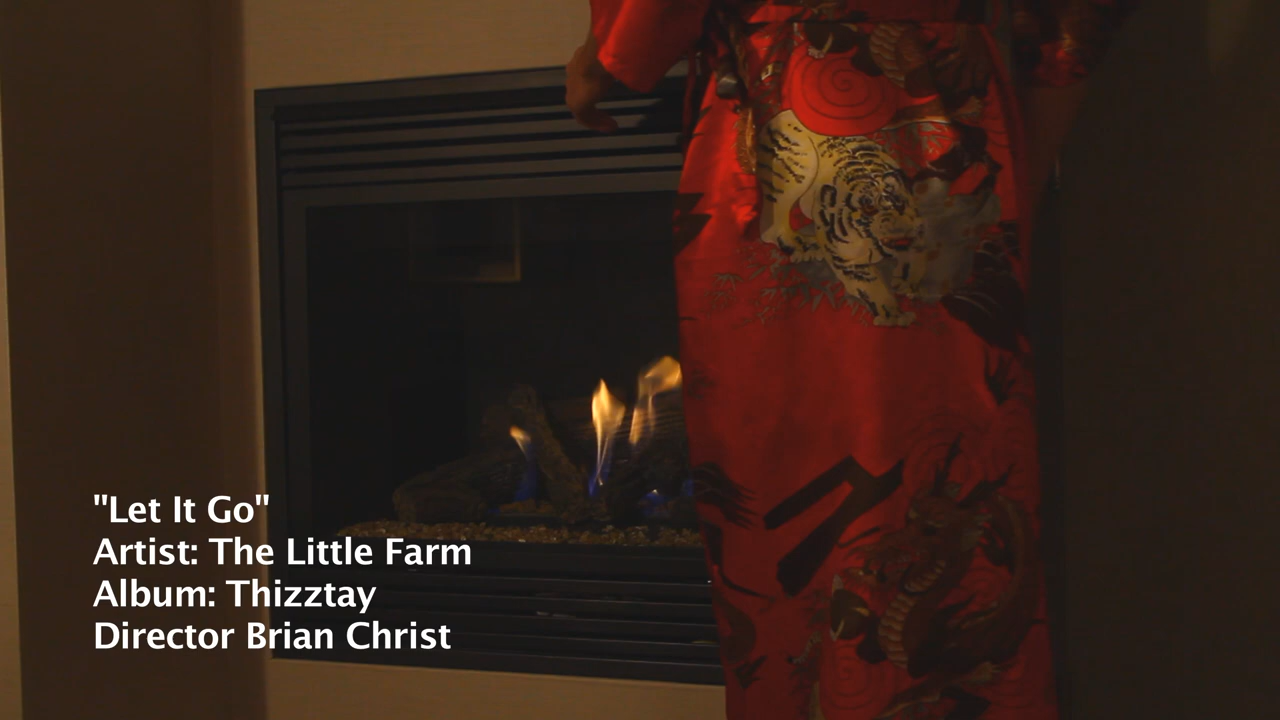 "Let It Go"
Artist: The Little Farm
Album: Thizztay
Director Brian Christ